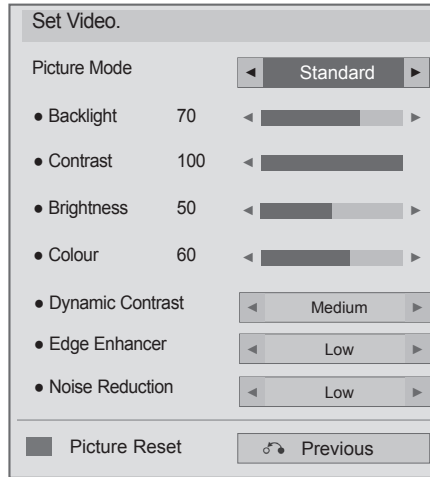 Set Video.
Picture Mode ◄ Standard ►
● Backlight 70 ◄ ►
● Contrast 100 ◄
● Brightness 50 ◄ ►
● Colour 60 ◄ ►
● Dynamic Contrast ◄ Medium ►
● Edge Enhancer ◄ Low ►
● Noise Reduction ◄ Low ►
Picture Reset Previous